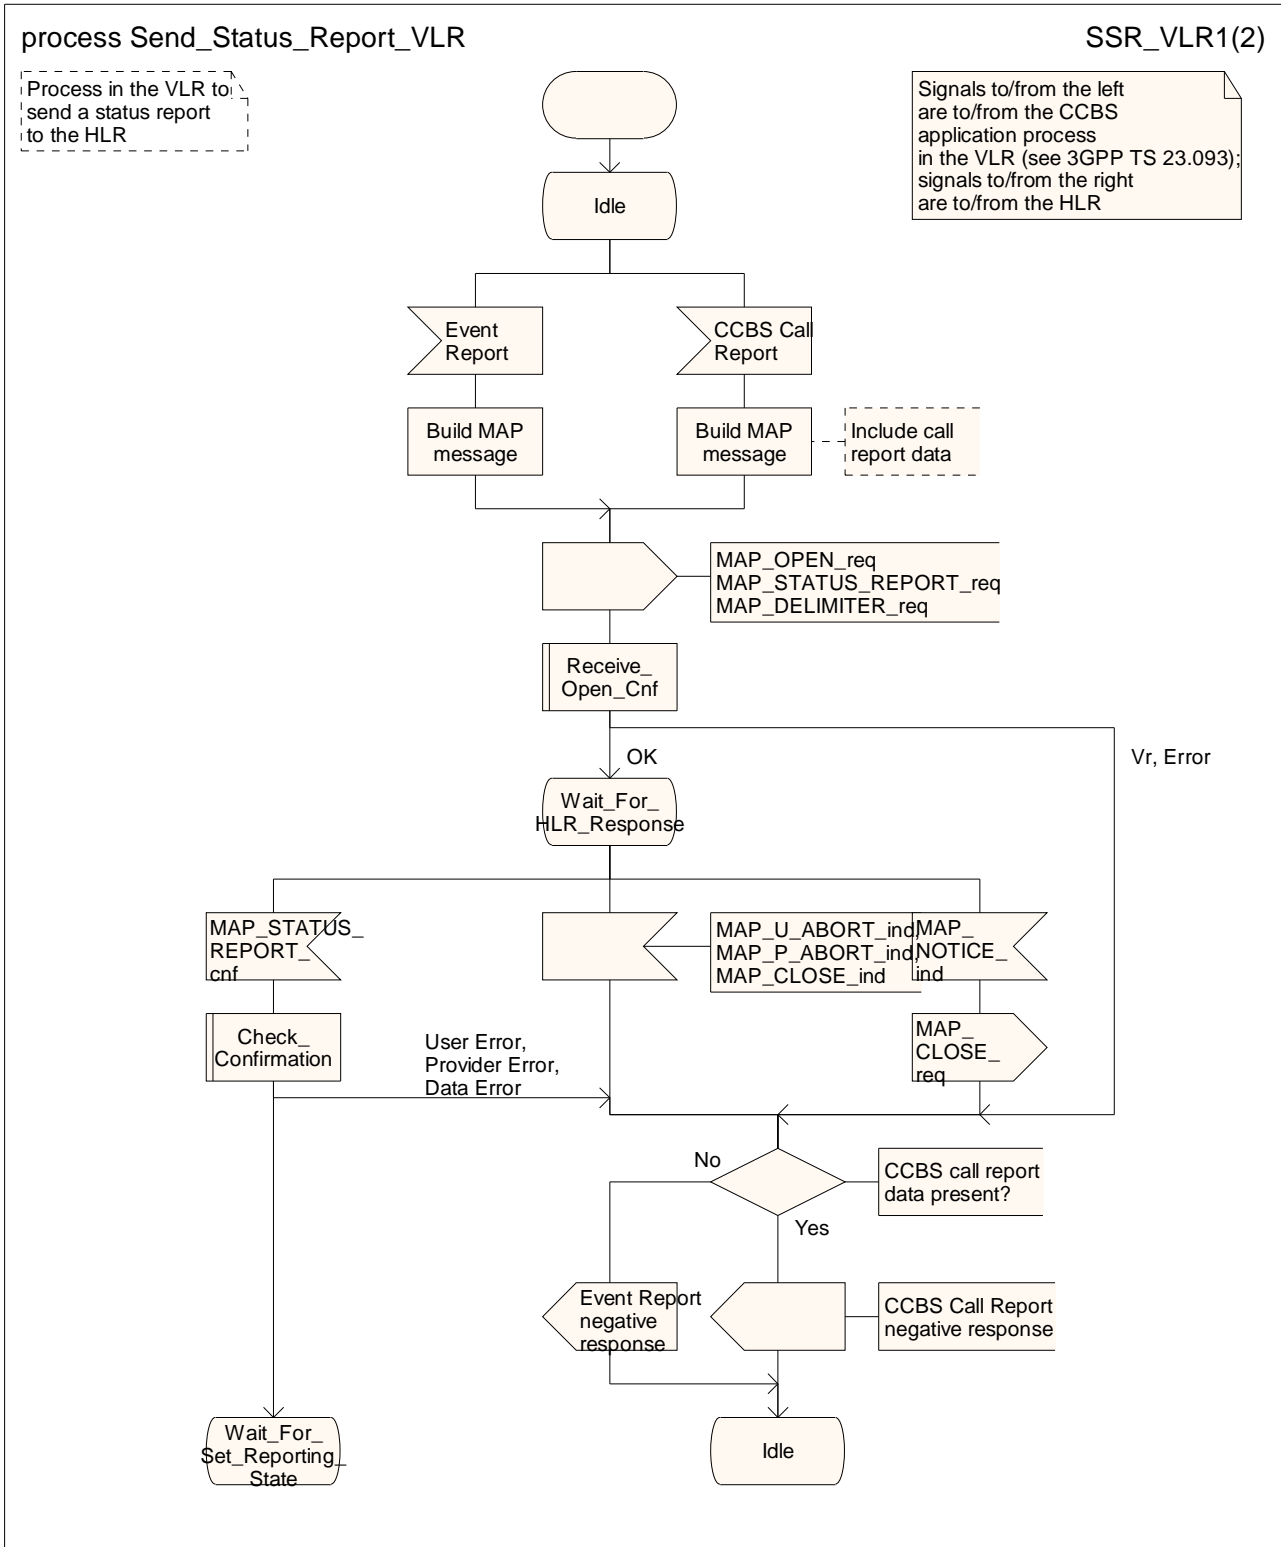 process Send_Status_Report_VLR
SSR_VLR1(2)
Process in the VLR to
send a status report
to the HLR
Signals to/from the left
are to/from the CCBS
application process
in the VLR (see 3GPP TS 23.093);
signals to/from the right
are to/from the HLR
Idle
Event
Report
CCBS Call
Report
Build MAP
message
Build MAP
message
Include call
report data
MAP_OPEN_req
MAP_STATUS_REPORT_req
MAP_DELIMITER_req
Receive_
Open_Cnf
OK
Vr, Error
Wait_For_
HLR_Response
MAP_STATUS_
REPORT_
cnf
MAP_U_ABORT_ind,
MAP_P_ABORT_ind,
MAP_CLOSE_ind
MAP_
NOTICE_
ind
Check_
Confirmation
User Error,
Provider Error,
Data Error
MAP_
CLOSE_
req
No
CCBS call report
data present?
Yes
Event Report
negative
response
CCBS Call Report
negative response
Wait_For_
Set_Reporting_
State
Idle